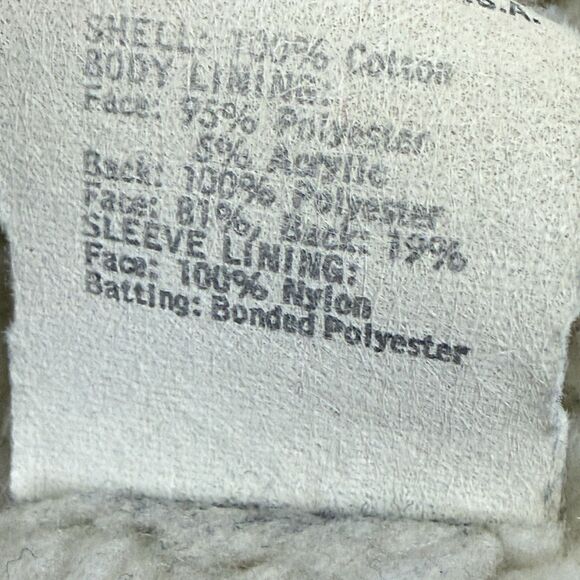 S.A.
SHELL: 100% Cotton
BODY LINING:
Face: 95% Polyester
5% Acrylic
Back: 100% Polyester
Face: 81%, Back: 19%
SLEEVE LINING:
Face: 100% Nylon
Batting: Bonded Polyester